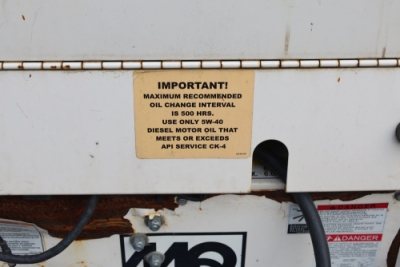 IMPORTANT!
MAXIMUM RECOMMENDED
OIL CHANGE INTERVAL
IS 500 HRS.
USE ONLY 5W-40
DIESEL MOTOR OIL THAT
MEETS OR EXCEEDS
API SERVICE CK-4
MQ
DANGER